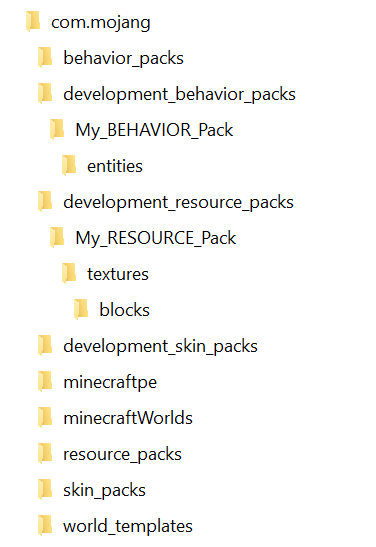 com.mojang
behavior_packs
development_behavior_packs
My_BEHAVIOR_Pack
entities
development_resource_packs
My_RESOURCE_Pack
textures
blocks
development_skin_packs
minecraftpe
minecraftWorlds
resource_packs
skin_packs
world_templates